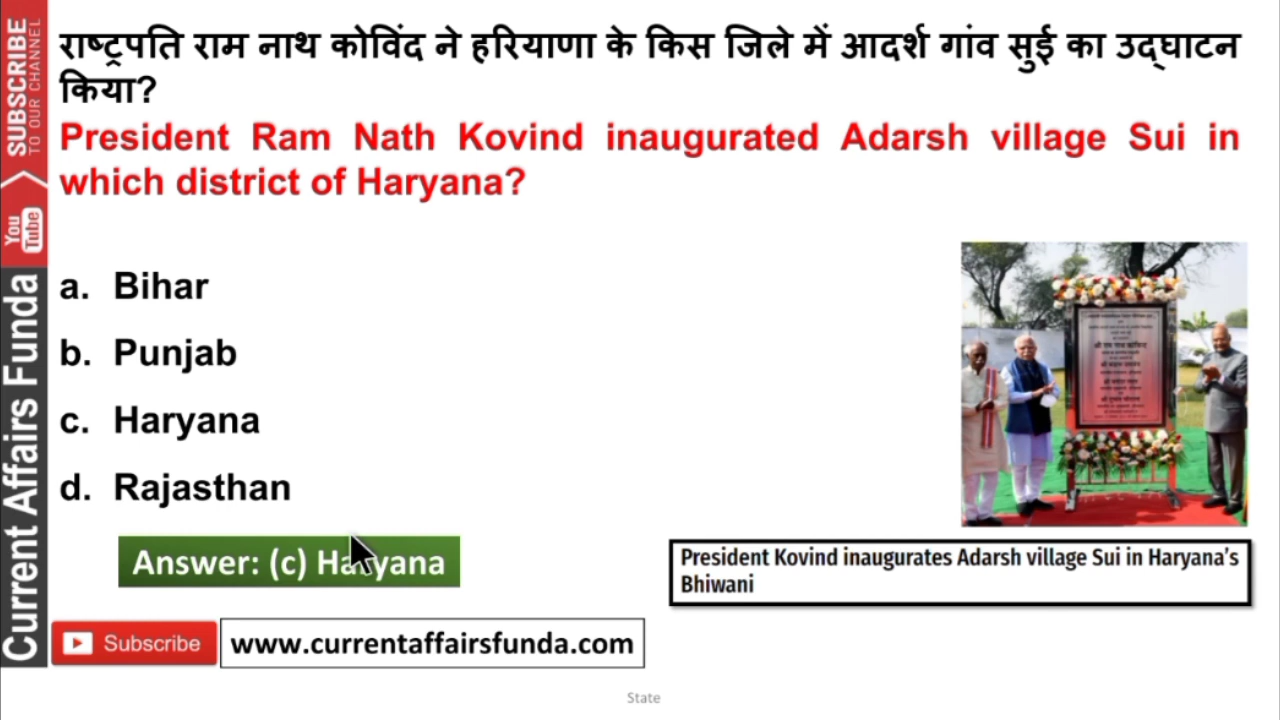 राष्ट्रपति राम नाथ कोविंद ने हरियाणा के किस जिले में आदर्श गांव सुई का उद्घाटन
किया?
President Ram Nath Kovind inaugurated Adarsh village Sui in
which district of Haryana?
a. Bihar
b. Punjab
c. Haryana
d. Rajasthan
Answer: (c) Haryana
President Kovind inaugurates Adarsh village Sui in Haryana's
Bhiwani
Subscribe
www.currentaffairsfunda.com
State
SUBSCRIBE
TO OUR CHANNEL
You
Tube
Current Affairs Funda